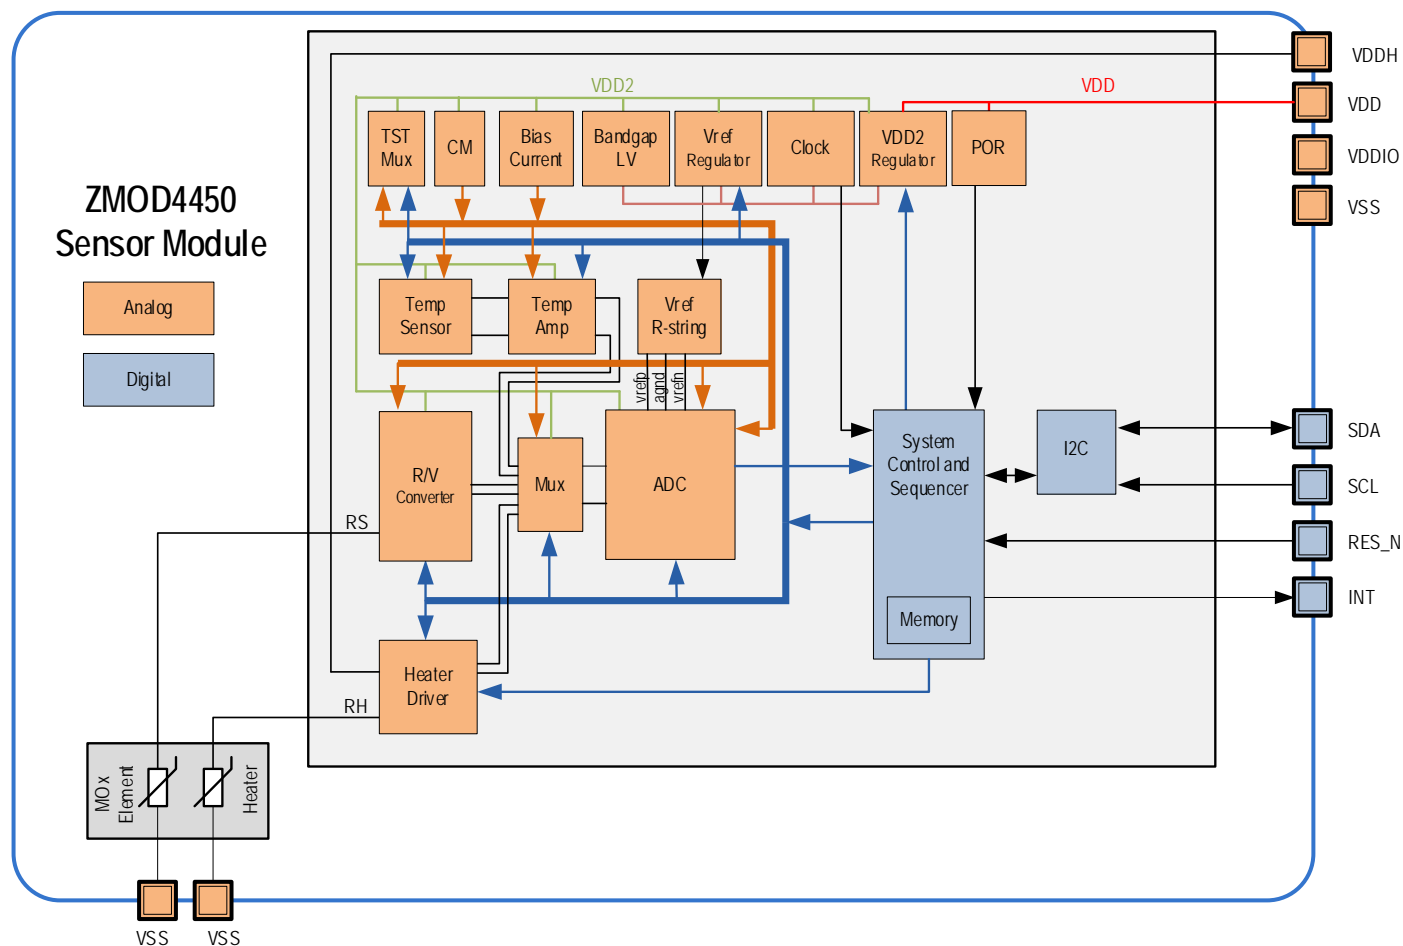 VDDH
VDD2
VDD
VDD
TST
Mux
CM
Bias
Current
Bandgap
LV
Vref
Regulator
Clock
VDD2
Regulator
POR
VDDIO
VSS
ZMOD4450
Sensor Module
Analog
Digital
Temp
Sensor
Temp
Amp
Vref
R-string
vrefp
agnd
vrefn
R/V
Converter
Mux
ADC
System
Control and
Sequencer
Memory
I2C
SDA
SCL
RES_N
INT
RS
Heater
Driver
RH
MOx
Element
Heater
VSS
VSS